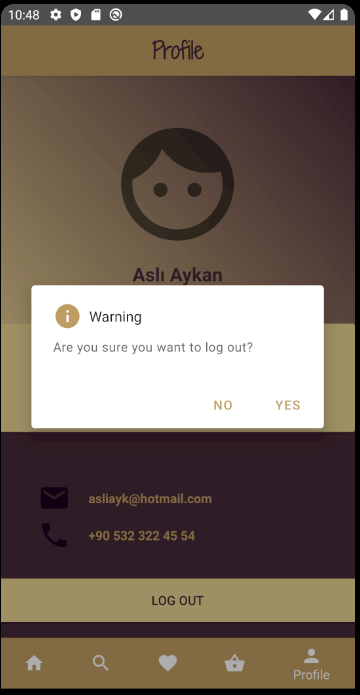 10:48
Profile
Aslı Aykan
Warning
Are you sure you want to log out?
NO YES
asliayk@hotmail.com
+90 532 322 45 54
LOG OUT
Profile